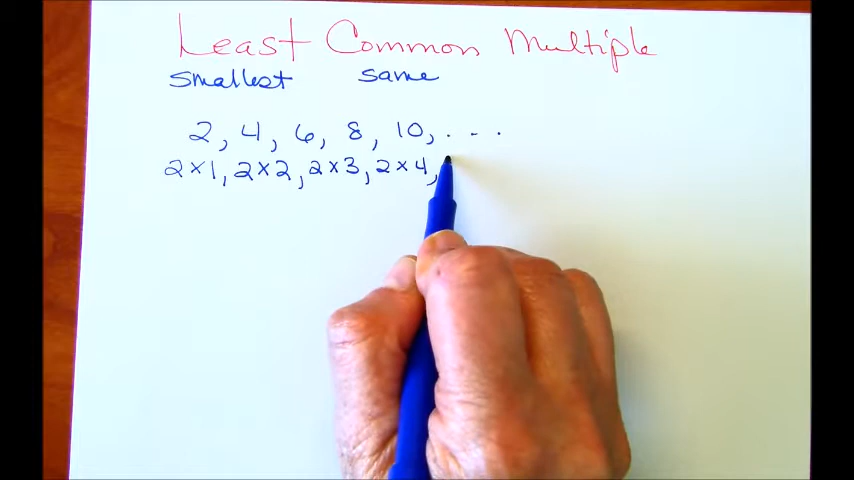 Least Common Multiple
smallest same
2, 4, 6, 8, 10, . - .
2×1, 2×2, 2×3, 2×4,